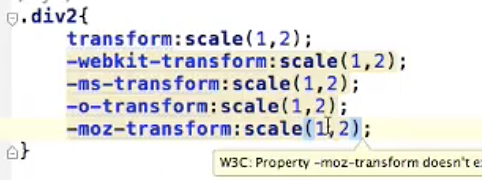 .div2{
transform:scale(1,2);
-webkit-transform:scale(1,2);
-ms-transform:scale(1,2);
-o-transform:scale(1,2);
-moz-transform:scale(1,2);
}
W3C: Property -moz-transform doesn't